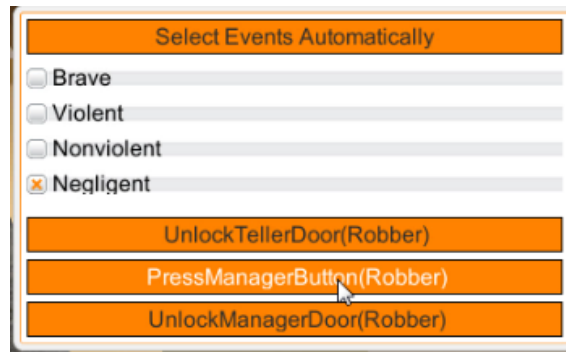 Select Events Automatically
Brave
Violent
Nonviolent
Negligent
UnlockTellerDoor(Robber)
PressManagerButton(Robber)
UnlockManagerDoor(Robber)